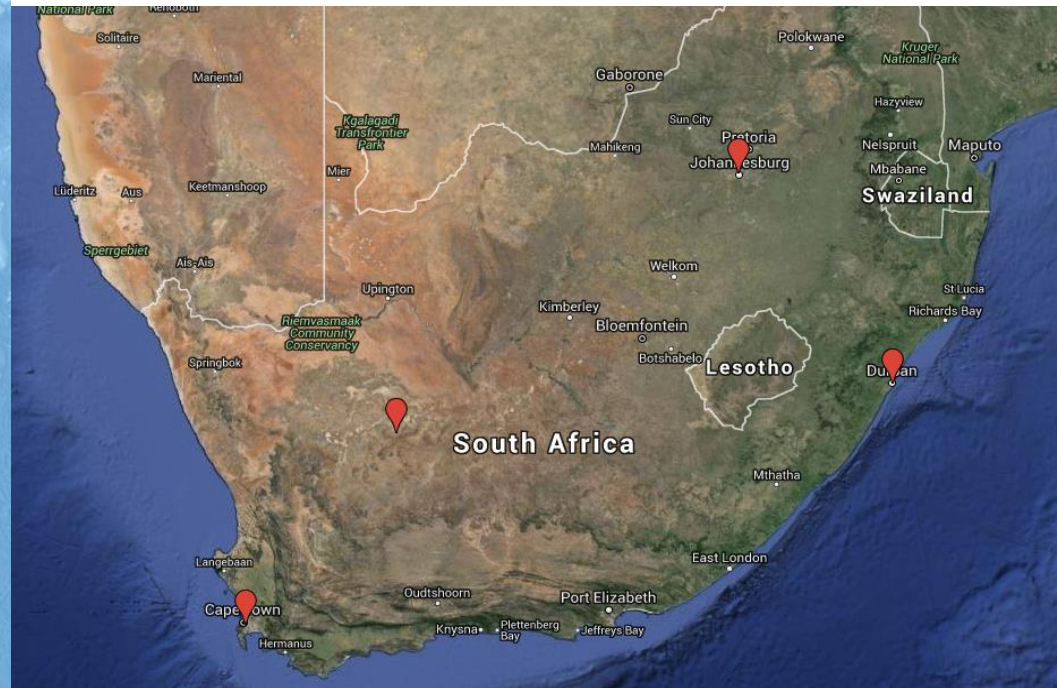 National Park
Rehoboth
Solitaire
Mariental
Polokwane
Kruger
National Park
Gaborone
Hazyview
Kgalagadi
Transfrontier
Park
Sun City
Pretoria
Mahikeng
Nelspruit
Maputo
Johannesburg
Mbabane
Mier
Lüderitz
Aus
Keetmanshoop
Swaziland
Sperrgebiet
Ais-Ais
Welkom
Upington
St Lucia
Kimberley
Richards Bay
Riemvasmaak
Community
Conservancy
Bloemfontein
Springbok
Botshabelo
Lesotho
Durban
South Africa
Mthatha
Langebaan
East London
Oudtshoorn
Port Elizabeth
Cape Town
Knysna
Plettenberg
Bay
Jeffreys Bay
Hermanus